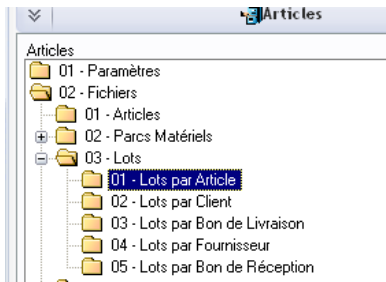 Articles
Articles
01 - Paramètres
02 - Fichiers
01 - Articles
02 - Parcs Matériels
03 - Lots
01 - Lots par Article
02 - Lots par Client
03 - Lots par Bon de Livraison
04 - Lots par Fournisseur
05 - Lots par Bon de Réception